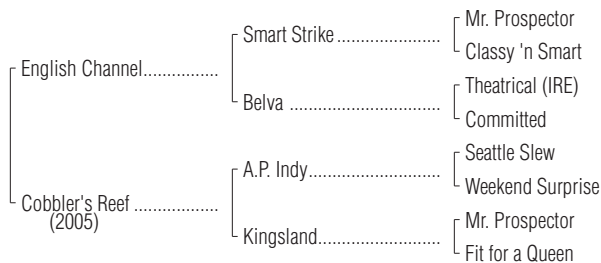 Mr. Prospector
Smart Strike....................
Classy 'n Smart
English Channel...............
Theatrical (IRE)
Belva .............................
Committed
Seattle Slew
A.P. Indy.........................
Weekend Surprise
Cobbler's Reef ................
(2005)
Mr. Prospector
Kingsland........................
Fit for a Queen